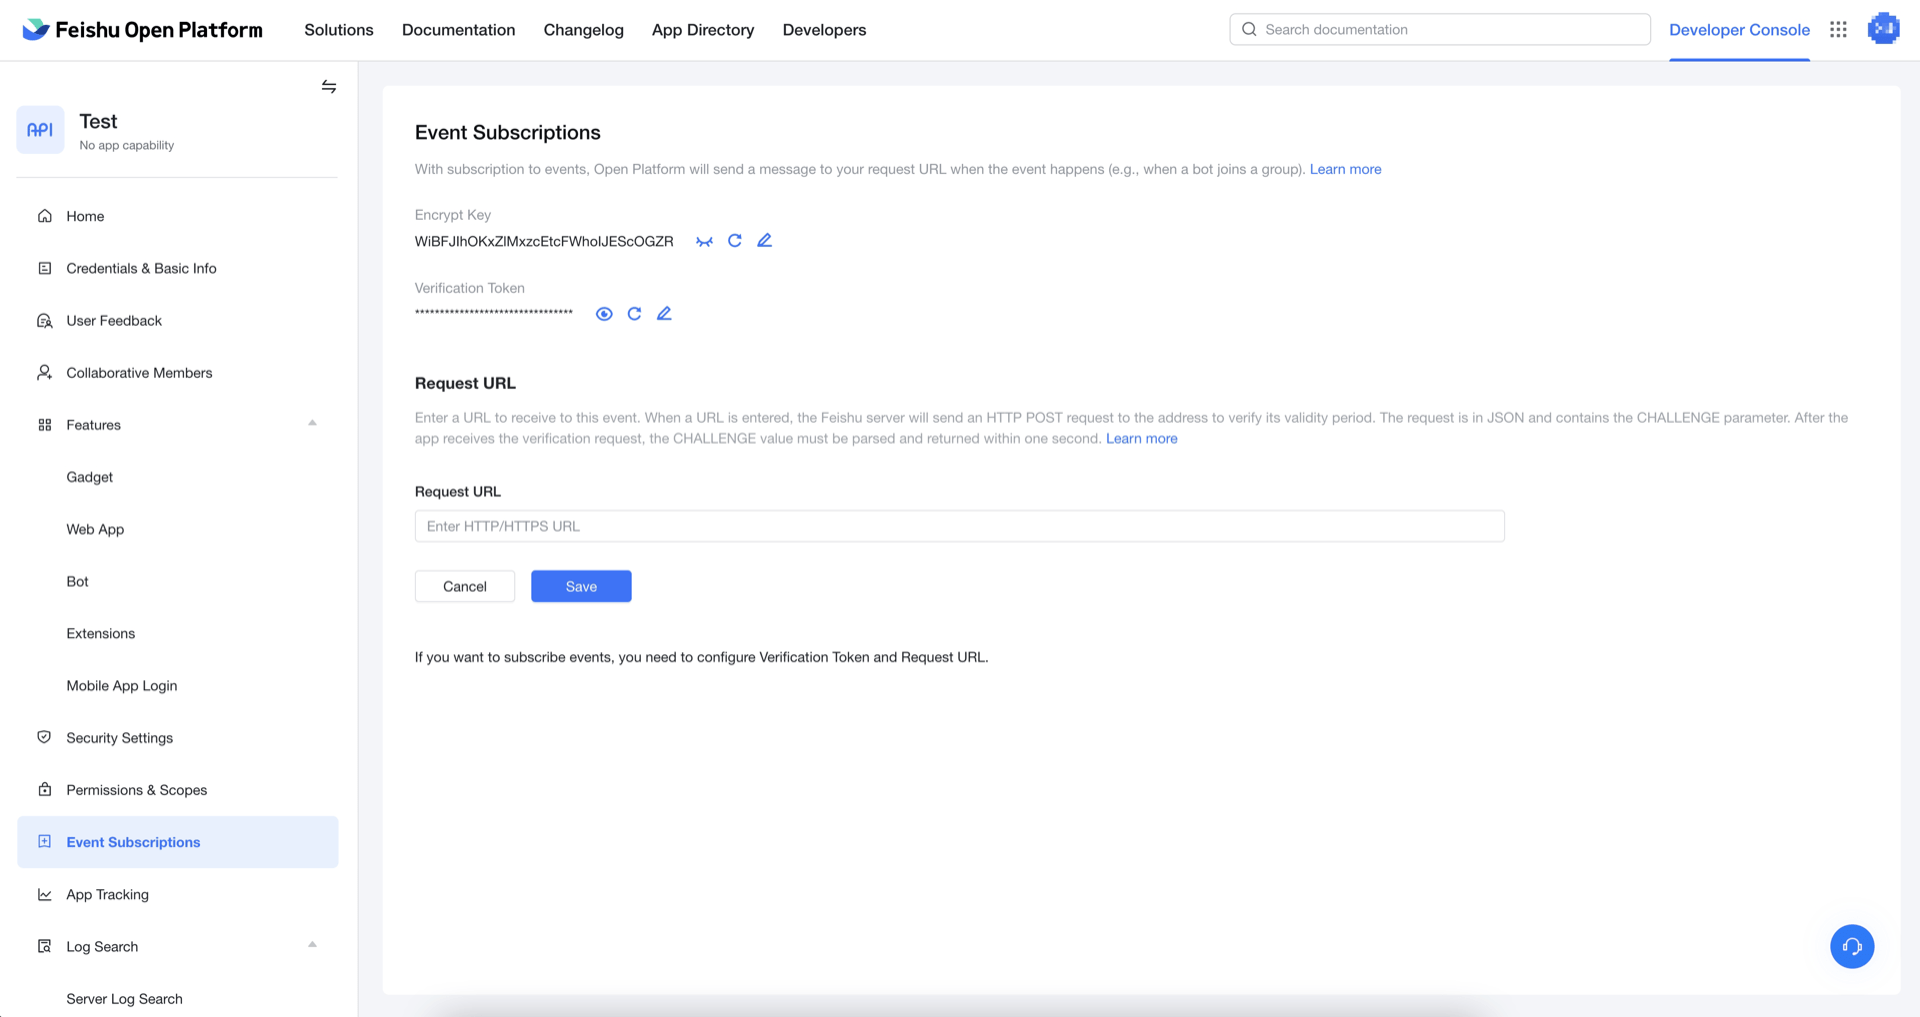 Feishu Open Platform
Solutions
Documentation
Changelog
App Directory
Developers
Search documentation
Developer Console
API
Test
No app capability
Home
Credentials & Basic Info
User Feedback
Collaborative Members
Features
Gadget
Web App
Bot
Extensions
Mobile App Login
Security Settings
Permissions & Scopes
Event Subscriptions
App Tracking
Log Search
Server Log Search
Event Subscriptions
With subscription to events, Open Platform will send a message to your request URL when the event happens (e.g., when a bot joins a group). Learn more
Encrypt Key
Verification Token
********************************
Request URL
Enter a URL to receive to this event. When a URL is entered, the Feishu server will send an HTTP POST request to the address to verify its validity period. The request is in JSON and contains the CHALLENGE parameter. After the
app receives the verification request, the CHALLENGE value must be parsed and returned within one second. Learn more
Request URL
Enter HTTP/HTTPS URL
Cancel
Save
If you want to subscribe events, you need to configure Verification Token and Request URL.